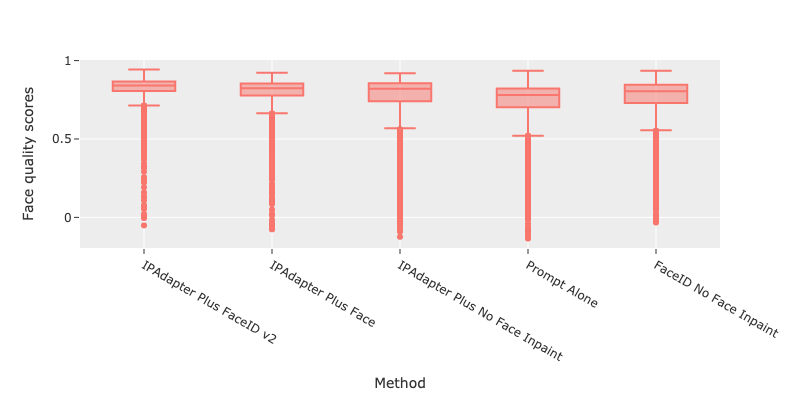 Face quality scores
1
0.5
0
IPAdapter Plus FaceID v2
IPAdapter Plus Face
IPAdapter Plus No Face Inpaint
Prompt Alone
FaceID No Face Inpaint
Method